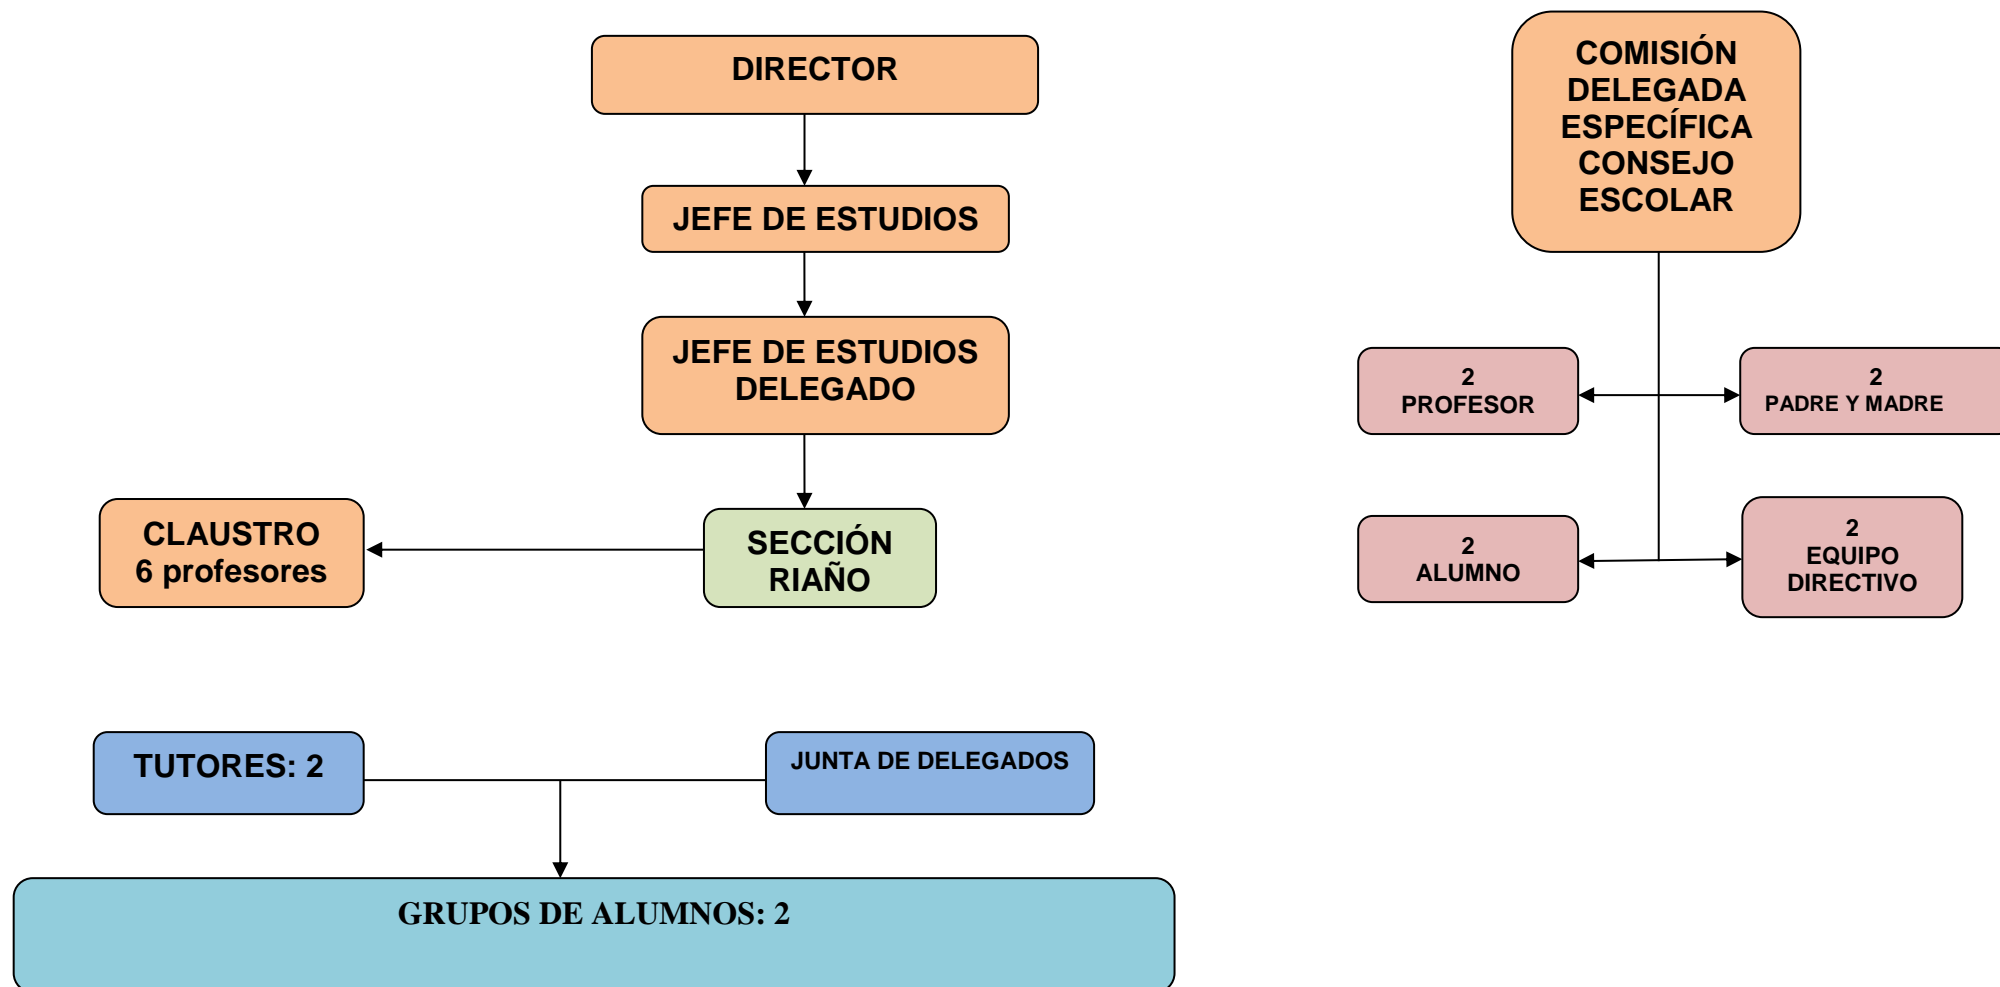 DIRECTOR
JEFE DE ESTUDIOS
JEFE DE ESTUDIOS
DELEGADO
CLAUSTRO
6 profesores
SECCIÓN
RIAÑO
TUTORES: 2
JUNTA DE DELEGADOS
GRUPOS DE ALUMNOS: 2
COMISIÓN
DELEGADA
ESPECÍFICA
CONSEJO
ESCOLAR
2
PROFESOR
2
PADRE Y MADRE
2
ALUMNO
2
EQUIPO
DIRECTIVO